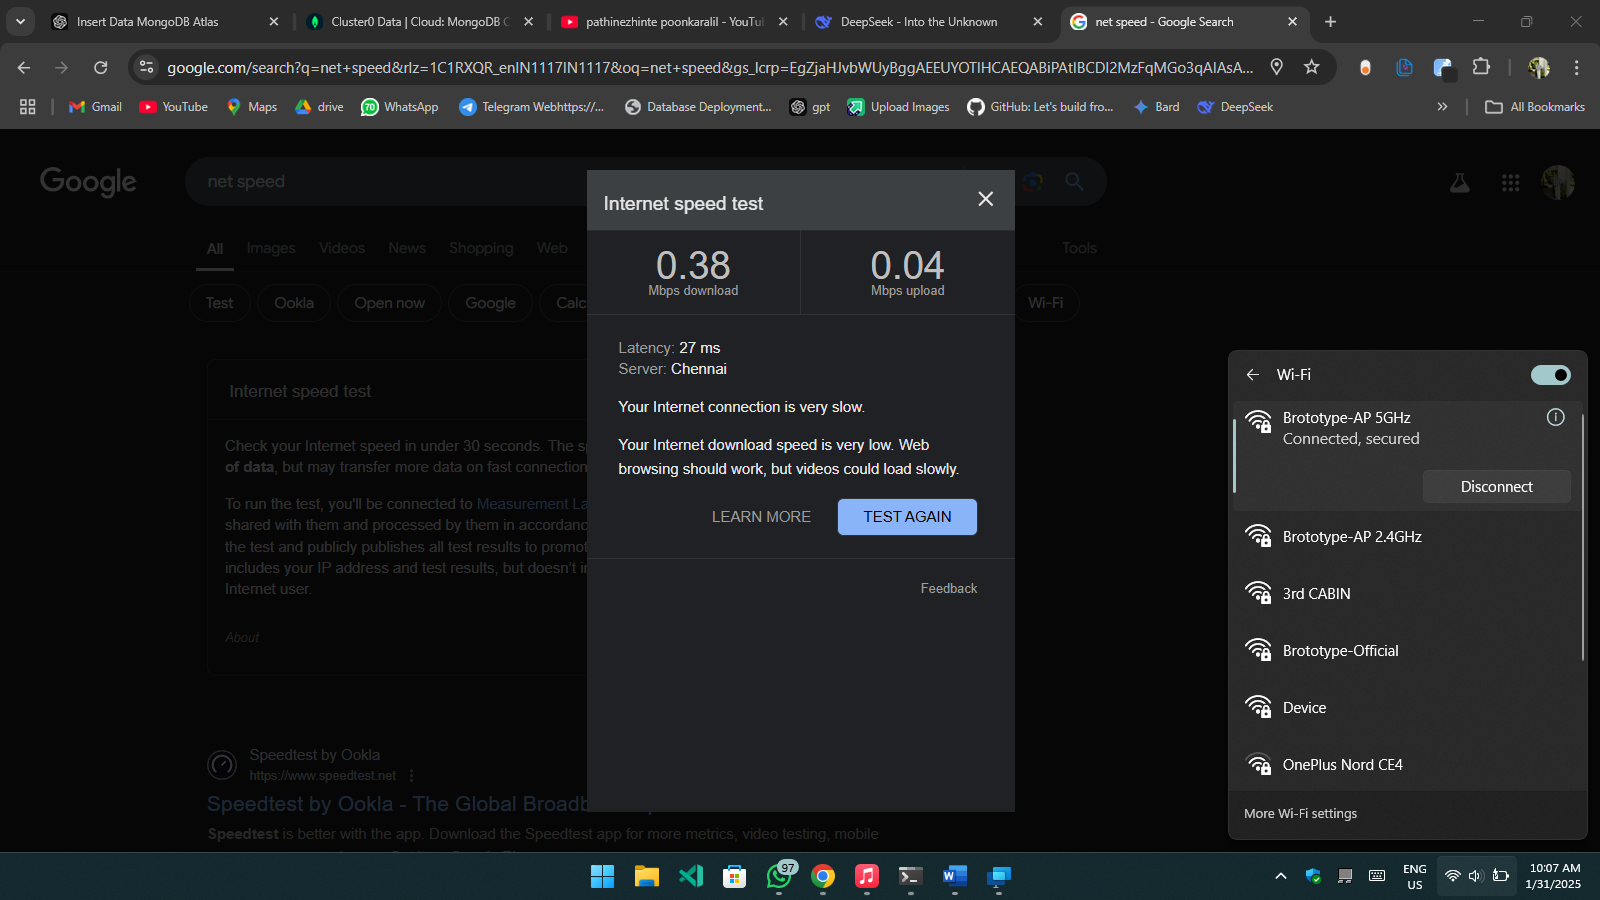 Insert Data MongoDB Atlas
Cluster0 Data | Cloud: MongoDB C
pathinezhinte poonkaralil - YouTu
DeepSeek - Into the Unknown
net speed - Google Search
google.com/search?q=net+speed&rlz=1C1RXQR_enIN1117IN1117&oq=net+speed&gs_lcrp=EgZjaHJvbWUyBggAEEUYOTIHCAEQABiPAtIBCDI2MzFqMGo3qAIAsA...
Gmail
YouTube
Maps
drive
70
WhatsApp
Telegram Webhttps://...
Database Deployment...
gpt
Upload Images
GitHub: Let's build fro...
Bard
DeepSeek
All Bookmarks
Google
net speed
All
Images
Videos
News
Shopping
Web
Tools
Test
Ookla
Open now
Google
Calc
Wi-Fi
Internet speed test
Check your Internet speed in under 30 seconds. The sp
of data, but may transfer more data on fast connection
To run the test, you'll be connected to Measurement La
shared with them and processed by them in accordanc
the test and publicly publishes all test results to promot
includes your IP address and test results, but doesn't in
Internet user.
About
Speedtest by Ookla
https://www.speedtest.net
Speedtest by Ookla - The Global Broadb
Speedtest is better with the app. Download the Speedtest app for more metrics, video testing, mobile
Internet speed test
0.38
Mbps download
0.04
Mbps upload
Latency: 27 ms
Server: Chennai
Your Internet connection is very slow.
Your Internet download speed is very low. Web
browsing should work, but videos could load slowly.
LEARN MORE
TEST AGAIN
Feedback
Wi-Fi
Brototype-AP 5GHz
Connected, secured
Disconnect
Brototype-AP 2.4GHz
3rd CABIN
Brototype-Official
Device
OnePlus Nord CE4
More Wi-Fi settings
97
ENG
US
10:07 AM
1/31/2025